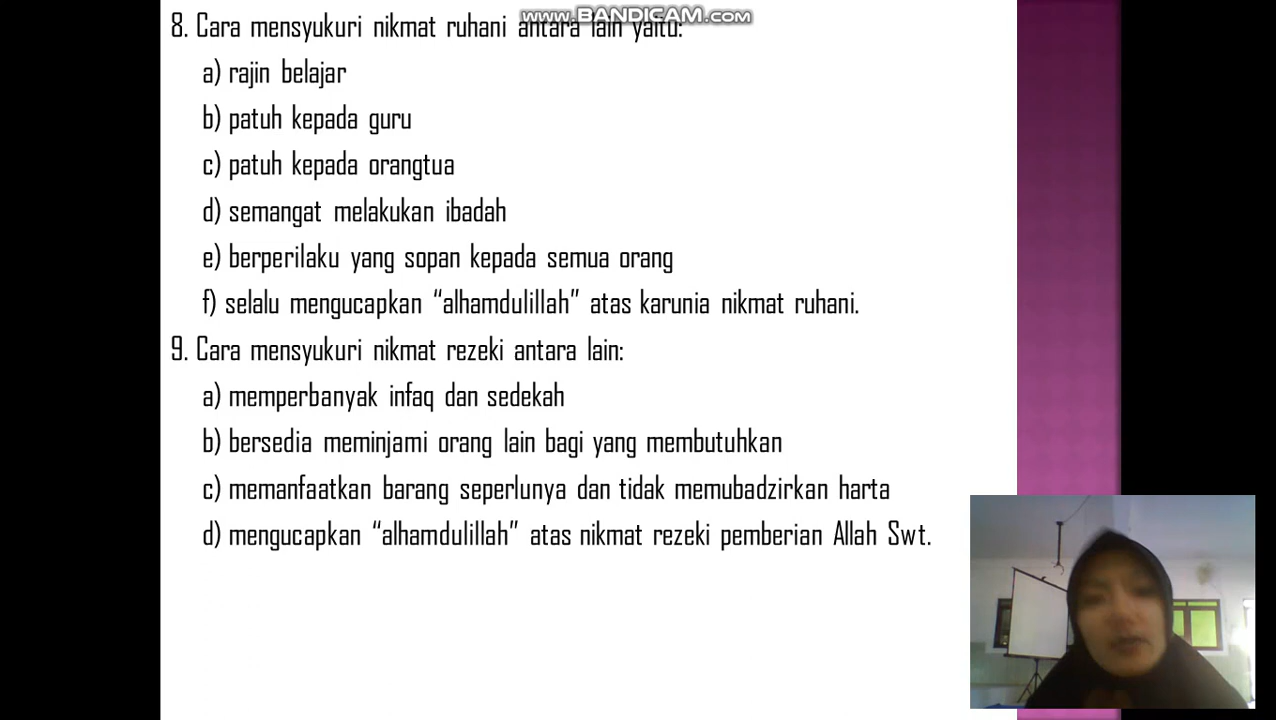 www.BANDICAM.com
8. Cara mensyukuri nikmat ruhani antara lain yaitu:
a) rajin belajar
b) patuh kepada guru
c) patuh kepada orangtua
d) semangat melakukan ibadah
e) berperilaku yang sopan kepada semua orang
f) selalu mengucapkan “alhamdulillah” atas karunia nikmat ruhani.
9. Cara mensyukuri nikmat rezeki antara lain:
a) memperbanyak infaq dan sedekah
b) bersedia meminjami orang lain bagi yang membutuhkan
c) memanfaatkan barang seperlunya dan tidak memubadzirkan harta
d) mengucapkan “alhamdulillah” atas nikmat rezeki pemberian Allah Swt.